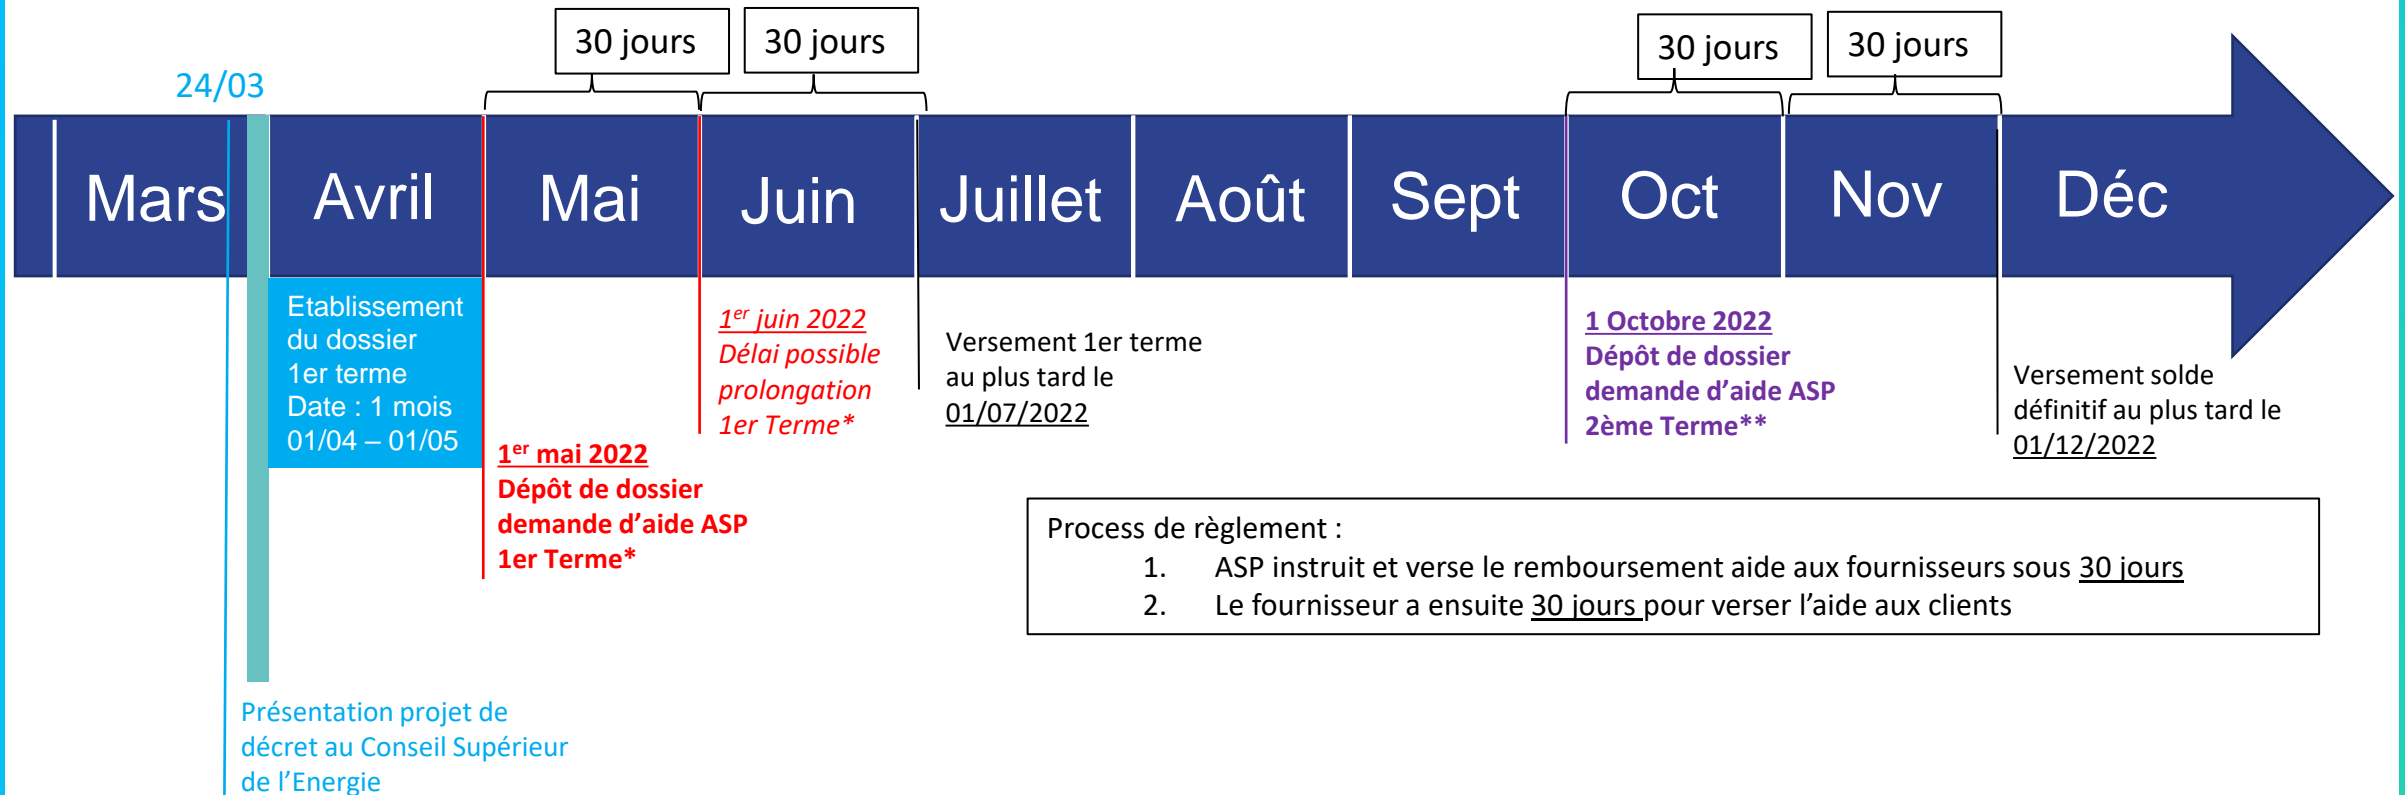 30 jours
30 jours
30 jours
30 jours
24/03
Mars
Avril
Mai
Juin
Juillet
Août
Sept
Oct
Nov
Déc
Etablissement
du dossier
1er terme
Date : 1 mois
01/04 – 01/05
1er mai 2022
Dépôt de dossier
demande d’aide ASP
1er Terme*
1er juin 2022
Délai possible
prolongation
1er Terme*
Versement 1er terme
au plus tard le
01/07/2022
1 Octobre 2022
Dépôt de dossier
demande d’aide ASP
2ème Terme**
Versement solde
définitif au plus tard le
01/12/2022
Process de règlement :
1. ASP instruit et verse le remboursement aide aux fournisseurs sous 30 jours
2. Le fournisseur a ensuite 30 jours pour verser l’aide aux clients
Présentation projet de
décret au Conseil Supérieur
de l’Energie